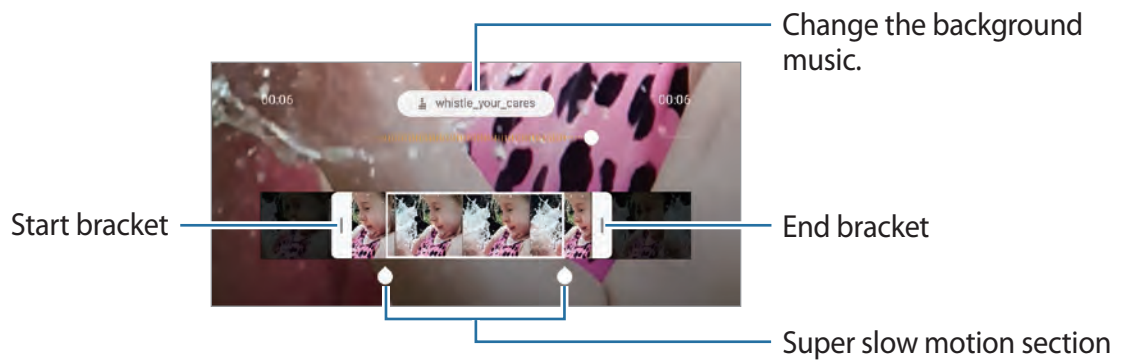 Change the background
music.
00:06
whistle_your_cares
00:06
Start bracket
End bracket
Super slow motion section